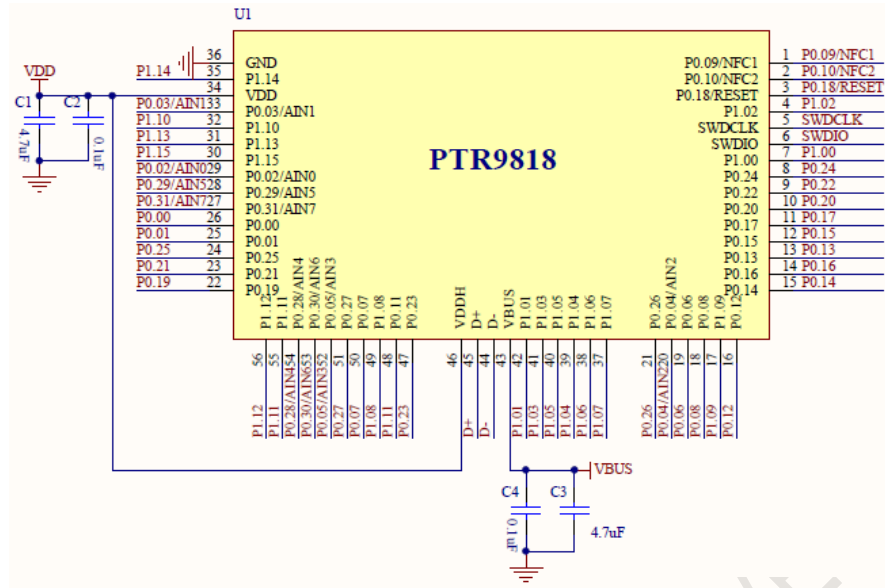 U1
36 GND
P1.14 35 P1.14
VDD 34 VDD
C1 4.7uF
C2 0.1uF
P0.03/AIN1 33 P0.03/AIN1
P1.10 32 P1.10
P1.13 31 P1.13
P1.15 30 P1.15
P0.02/AIN0 29 P0.02/AIN0
P0.29/AIN5 28 P0.29/AIN5
P0.31/AIN7 27 P0.31/AIN7
P0.00 26 P0.00
P0.01 25 P0.01
P0.25 24 P0.25
P0.21 23 P0.21
P0.19 22 P0.19
PTR9818
P0.09/NFC1 1 P0.09/NFC1
P0.10/NFC2 2 P0.10/NFC2
P0.18/RESET 3 P0.18/RESET
P1.02 4 P1.02
SWDCLK 5 SWDCLK
SWDIO 6 SWDIO
P1.00 7 P1.00
P0.24 8 P0.24
P0.22 9 P0.22
P0.20 10 P0.20
P0.17 11 P0.17
P0.15 12 P0.15
P0.13 13 P0.13
P0.16 14 P0.16
P0.14 15 P0.14
P1.12 56 P1.12
P1.11 55 P1.11
P0.28/AIN4 54 P0.28/AIN4
P0.30/AIN6 53 P0.30/AIN6
P0.05/AIN3 52 P0.05/AIN3
P0.27 51 P0.27
P0.07 50 P0.07
P1.08 49 P1.08
P0.11 48 P1.11
P0.23 47 P0.23
VDDH 46
D+ 45 D+
D- 44 D-
VBUS 43
P1.01 42 P1.01
P1.03 41 P1.03
P1.05 40 P1.05
P1.04 39 P1.04
P1.06 38 P1.06
P1.07 37 P1.07
P0.26 21 P0.26
P0.04/AIN2 20 P0.04/AIN2
P0.06 19 P0.06
P0.08 18 P0.08
P1.09 17 P1.09
P0.12 16 P0.12
VBUS
C4 0.1uF
C3 4.7uF